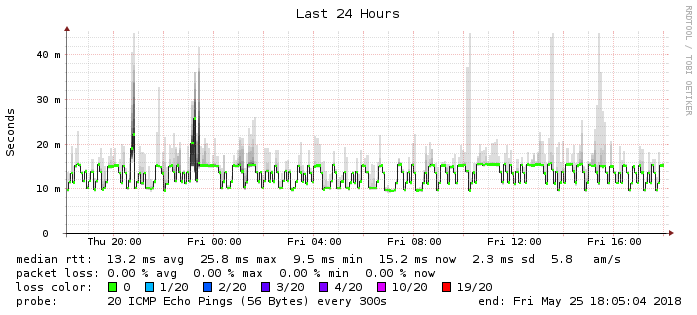 Last 24 Hours
RRDTOOL / TOBI OETIKER
Seconds
40 m
30 m
20 m
10 m
0
Thu 20:00 Fri 00:00 Fri 04:00 Fri 08:00 Fri 12:00 Fri 16:00
median rtt: 13.2 ms avg 25.8 ms max 9.5 ms min 15.2 ms now 2.3 ms sd 5.8 am/s
packet loss: 0.00 % avg 0.00 % max 0.00 % min 0.00 % now
loss color: 0 1/20 2/20 3/20 4/20 10/20 19/20
probe: 20 ICMP Echo Pings (56 Bytes) every 300s end: Fri May 25 18:05:04 2018